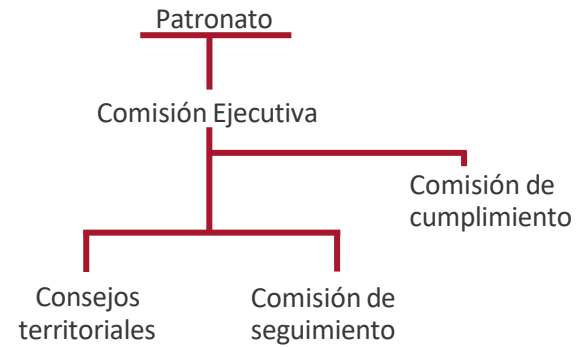 Patronato
Comisión Ejecutiva
Comisión de
cumplimiento
Consejos
territoriales
Comisión de
seguimiento